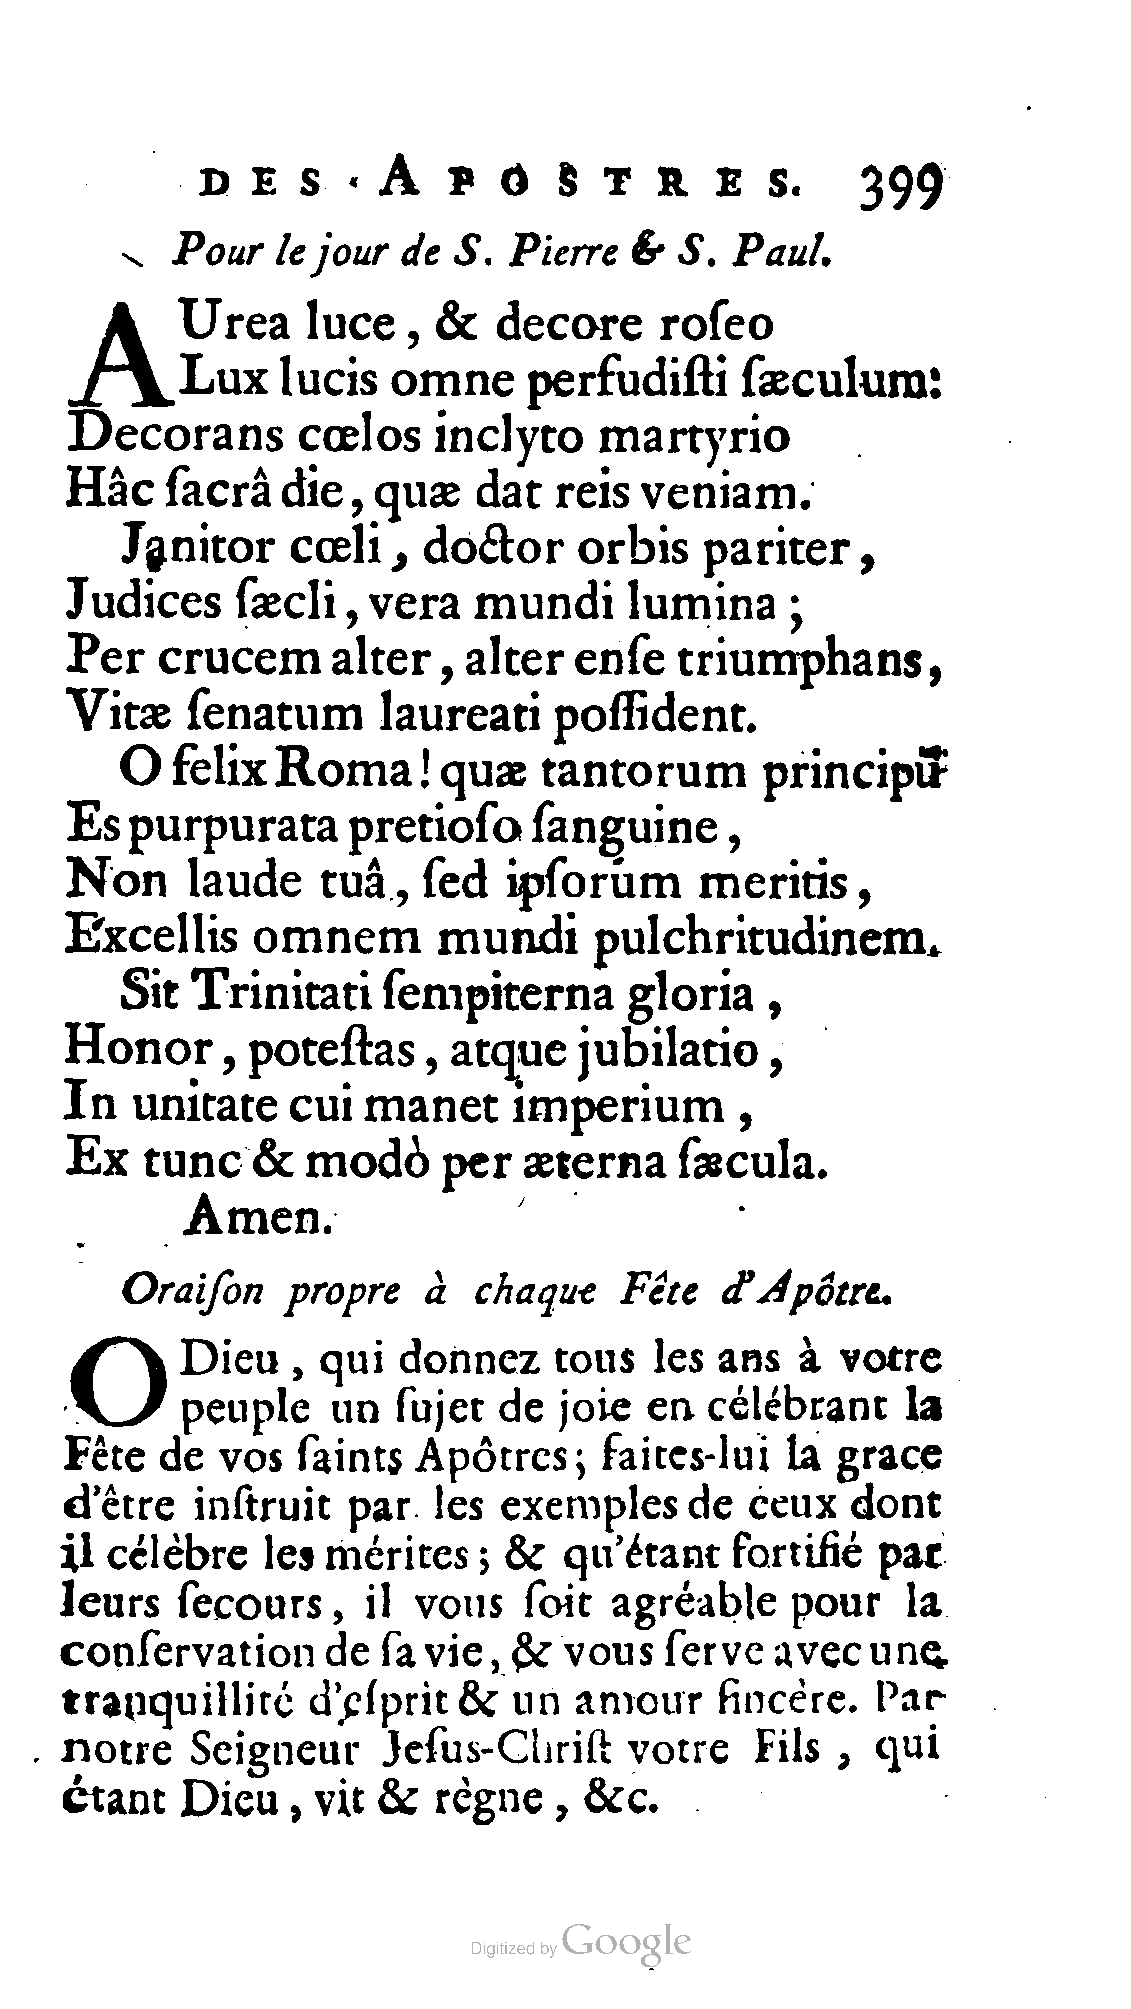 DES APOSTRES. 399
Pour le jour de S. Pierre & S. Paul.
AUrea luce, & decore roſeo
Lux lucis omne perfudiſti ſæculum:
Decorans cœlos inclyto martyrio
Hâc ſacrâ die, quæ dat reis veniam.
Janitor cœli, doctor orbis pariter,
Judices ſæcli, vera mundi lumina;
Per crucem alter, alter enſe triumphans,
Vitæ ſenatum laureati poſſident.
O felix Roma! quæ tantorum principũ
Es purpurata pretioſo ſanguine,
Non laude tuâ, ſed ipſorum meritis,
Excellis omnem mundi pulchritudinem.
Sit Trinitati ſempiterna gloria,
Honor, poteſtas, atque jubilatio,
In unitate cui manet imperium,
Ex tunc & modò per æterna ſæcula.
Amen.
Oraiſon propre à chaque Fête d'Apôtre.
O Dieu, qui donnez tous les ans à votre
peuple un ſujet de joie en célébrant la
Fête de vos ſaints Apôtres; faites-lui la grace
d'être inſtruit par les exemples de ceux dont
il célèbre les mérites; & qu'étant fortifié par
leurs ſecours, il vous ſoit agréable pour la
conſervation de ſa vie, & vous ſerve avec une
tranquillité d'eſprit & un amour ſincère. Par
notre Seigneur Jeſus-Chriſt votre Fils, qui
étant Dieu, vit & règne, &c.
Digitized by Google